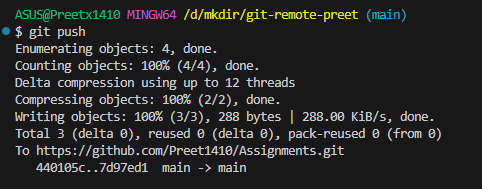 ASUS@Preetx1410 MINGW64 /d/mkdir/git-remote-preet (main)
$ git push
Enumerating objects: 4, done.
Counting objects: 100% (4/4), done.
Delta compression using up to 12 threads
Compressing objects: 100% (2/2), done.
Writing objects: 100% (3/3), 288 bytes | 288.00 KiB/s, done.
Total 3 (delta 0), reused 0 (delta 0), pack-reused 0 (from 0)
To https://github.com/Preet1410/Assignments.git
   440105c..7d97ed1  main -> main